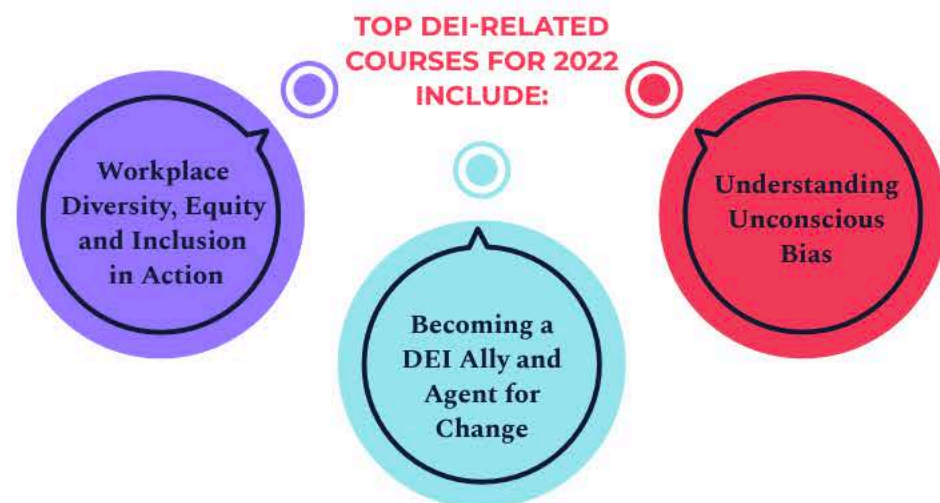 TOP DEI-RELATED
COURSES FOR 2022
INCLUDE:
Workplace
Diversity, Equity
and Inclusion
in Action
Becoming a
DEI Ally and
Agent for
Change
Understanding
Unconscious
Bias